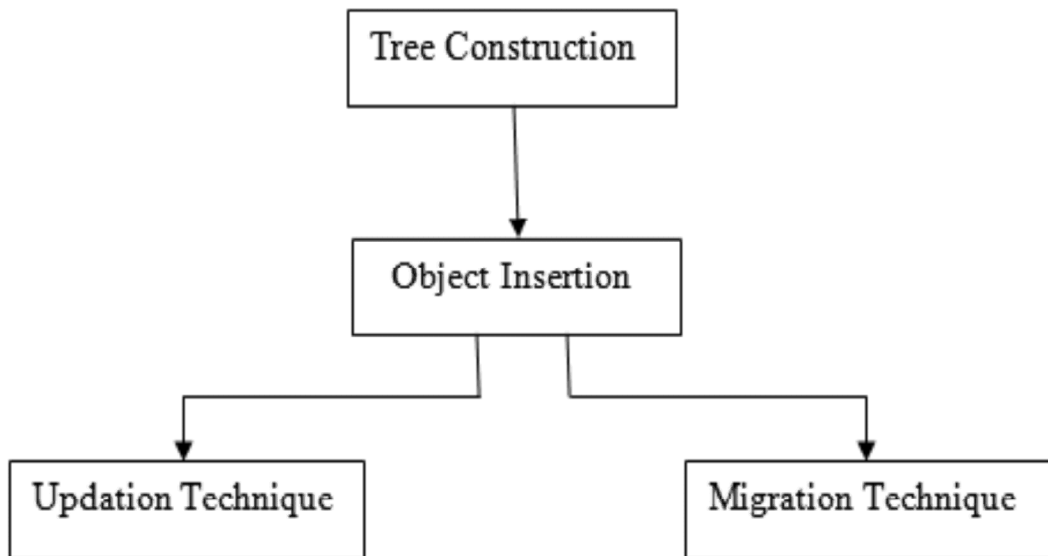 Tree Construction
Object Insertion
Updation Technique
Migration Technique